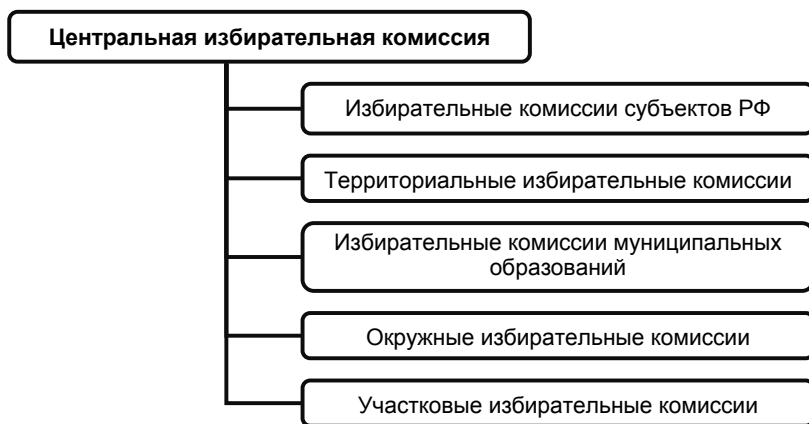 Центральная избирательная комиссия
Избирательные комиссии субъектов РФ
Территориальные избирательные комиссии
Избирательные комиссии муниципальных
образований
Окружные избирательные комиссии
Участковые избирательные комиссии